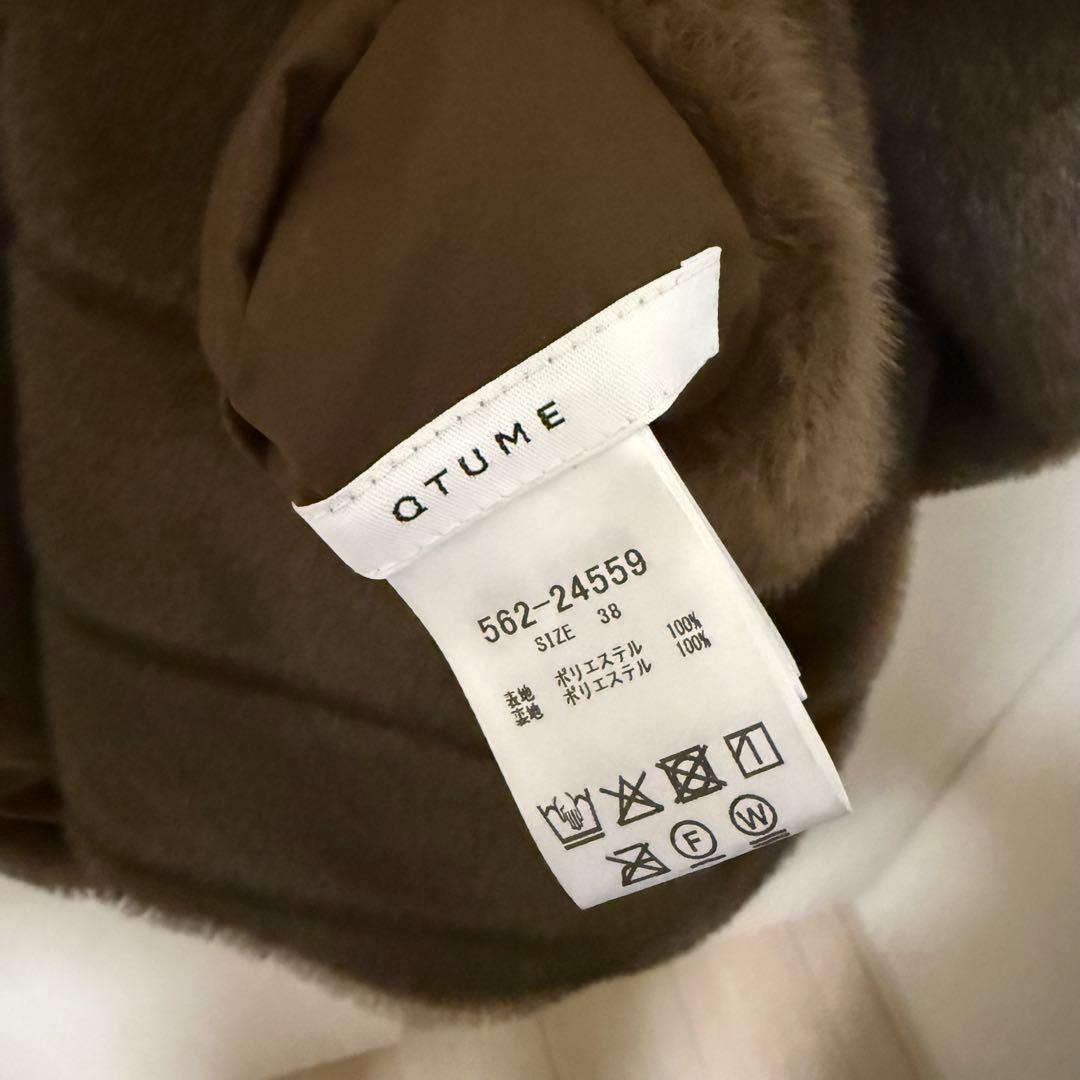 QTUME
562-24559
SIZE 38
表地 ポリエステル 100%
裏地 ポリエステル 100%
F W